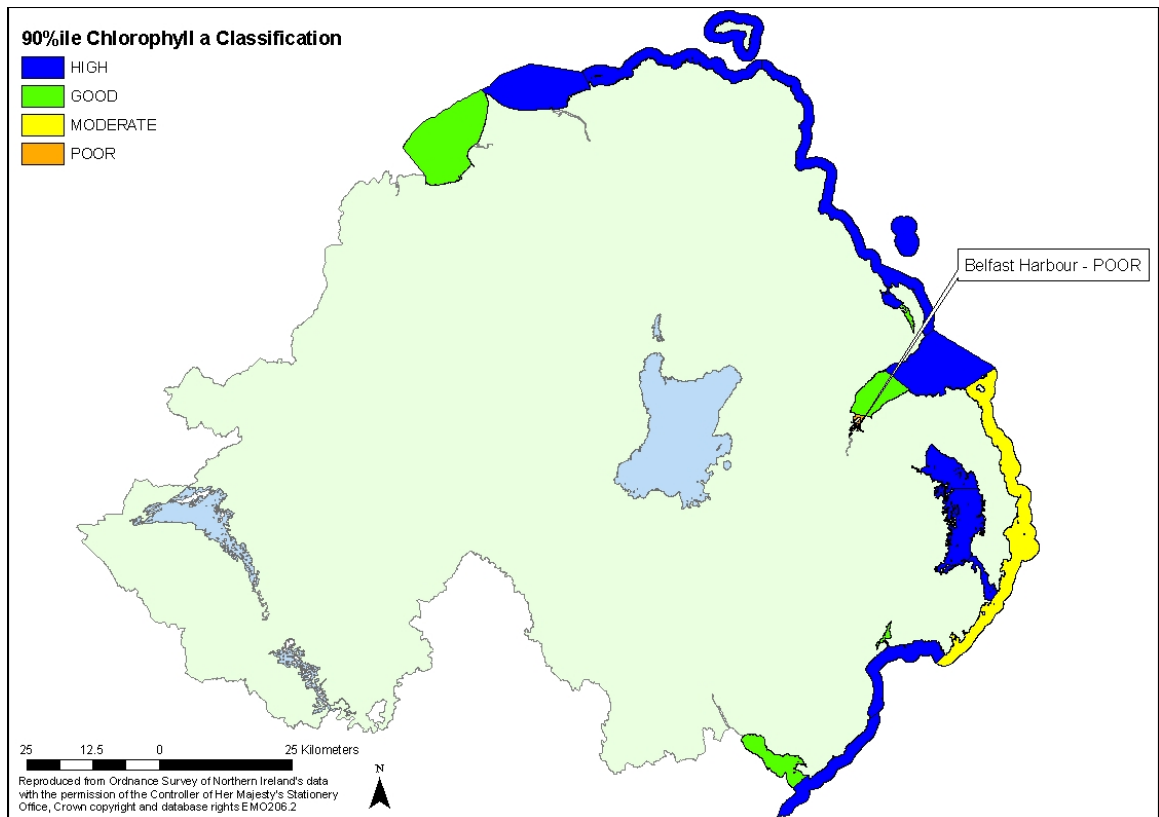 90%ile Chlorophyll a Classification
HIGH
GOOD
MODERATE
POOR
Belfast Harbour - POOR
25 12.5 0 25 Kilometers
Reproduced from Ordnance Survey of Northern Ireland's data
with the permission of the Controller of Her Majesty's Stationery
Office, Crown copyright and database rights EMO206.2
N